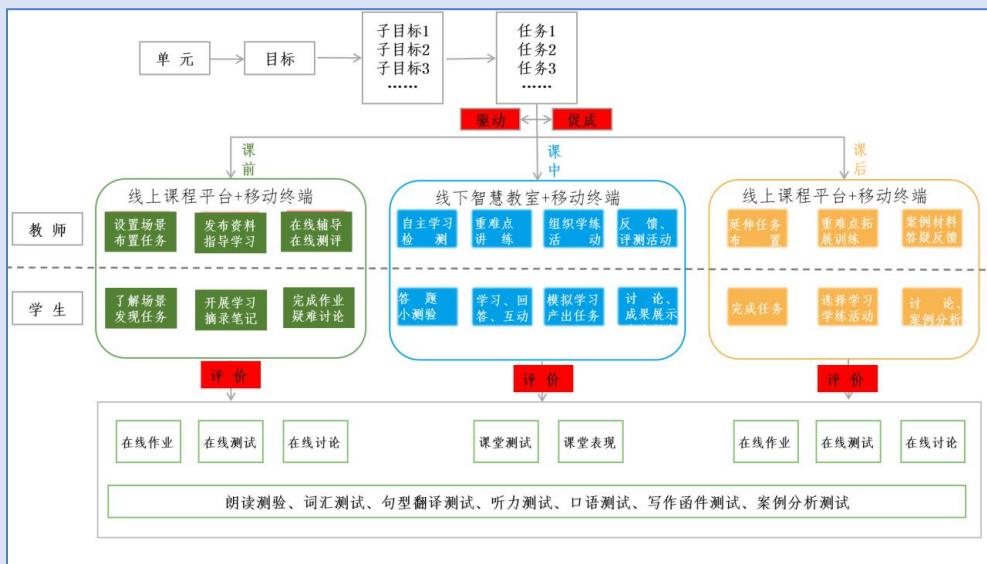 子目标1
子目标2
子目标3
……
任务1
任务2
任务3
……
单 元
目标
驱动
促成
课前
课中
课后
线上课程平台+移动终端
线下智慧教室+移动终端
线上课程平台+移动终端
教 师
设置场景
布置任务
发布资料
指导学习
在线辅导
在线测评
自主学习
检 测
重难点
讲 练
组织学练
活 动
反 馈、
评测活动
延伸任务
布 置
重难点拓
展训练
案例材料
答疑反馈
学 生
了解场景
发现任务
开展学习
摘录笔记
完成作业
疑难讨论
答 题
小测验
学习、回
答、互动
模拟学习
产出任务
讨 论、
成果展示
完成任务
选择学习
学练活动
讨 论、
案例分析
评 价
评 价
评 价
在线作业
在线测试
在线讨论
课堂测试
课堂表现
在线作业
在线测试
在线讨论
朗读测验、词汇测试、句型翻译测试、听力测试、口语测试、写作函件测试、案例分析测试